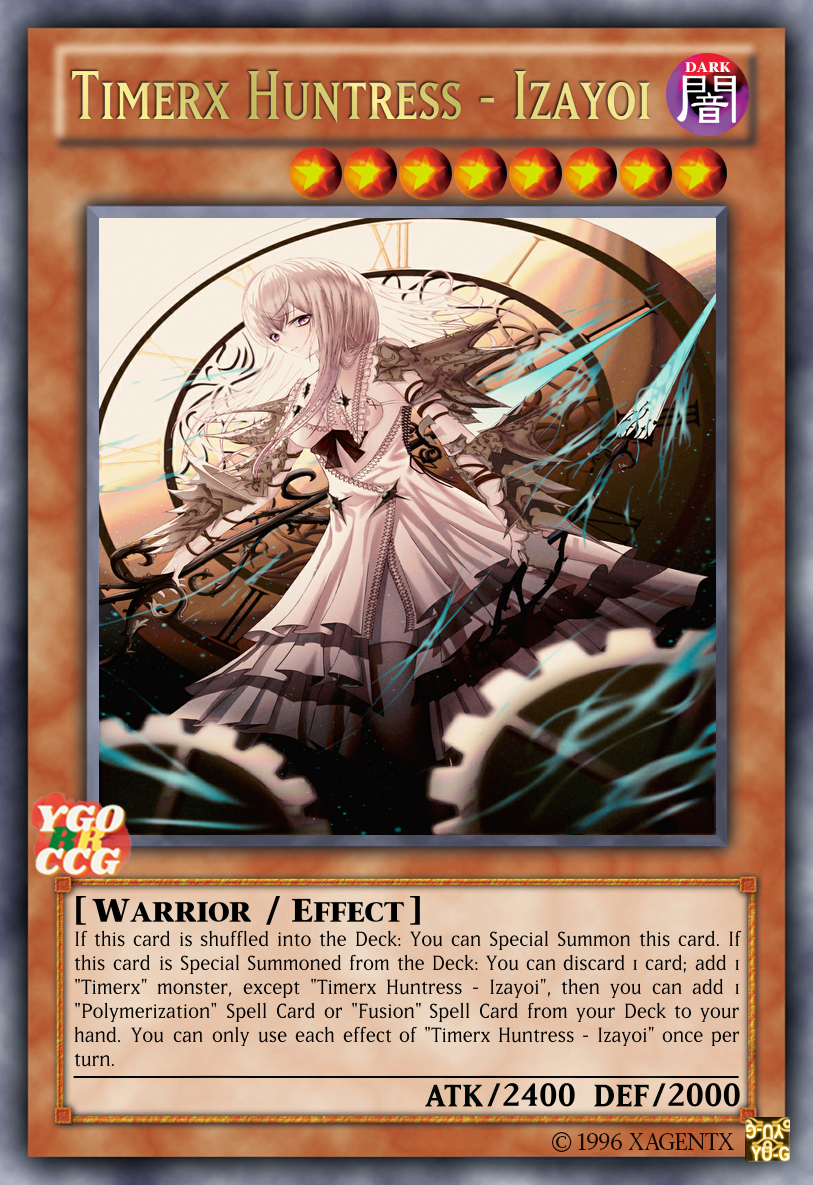 Timerx Huntress - Izayoi
DARK
闇
XII
I
III
YGO
BR
CCG
[ Warrior / Effect ]
If this card is shuffled into the Deck: You can Special Summon this card. If
this card is Special Summoned from the Deck: You can discard 1 card; add 1
"Timerx" monster, except "Timerx Huntress - Izayoi", then you can add 1
"Polymerization" Spell Card or "Fusion" Spell Card from your Deck to your
hand. You can only use each effect of "Timerx Huntress - Izayoi" once per
turn.
ATK/2400 DEF/2000
© 1996 XAGENTX